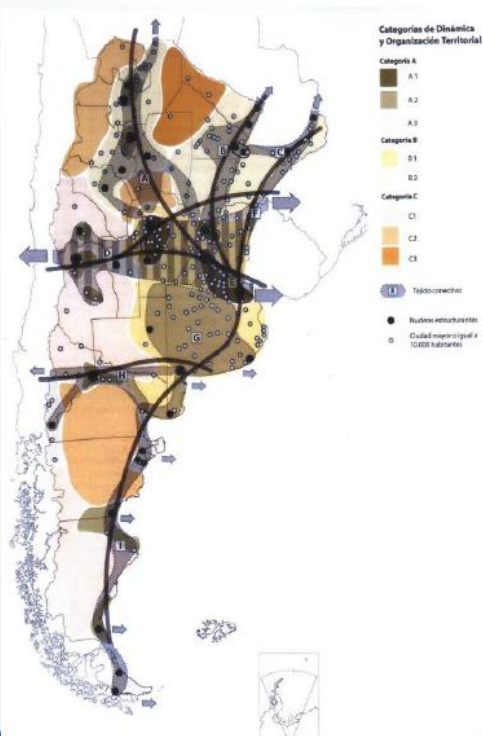 Categorías de Dinámica
y Organización Territorial
Categoría A
A 1
A 2
A 3
Categoría B
B 1
B 2
Categoría C
C1
C2
C3
Tejido conectivo
Núcleos estructurantes
Ciudad mayor o igual a
10.000 habitantes
A
B
C
D
E
F
G
H
I